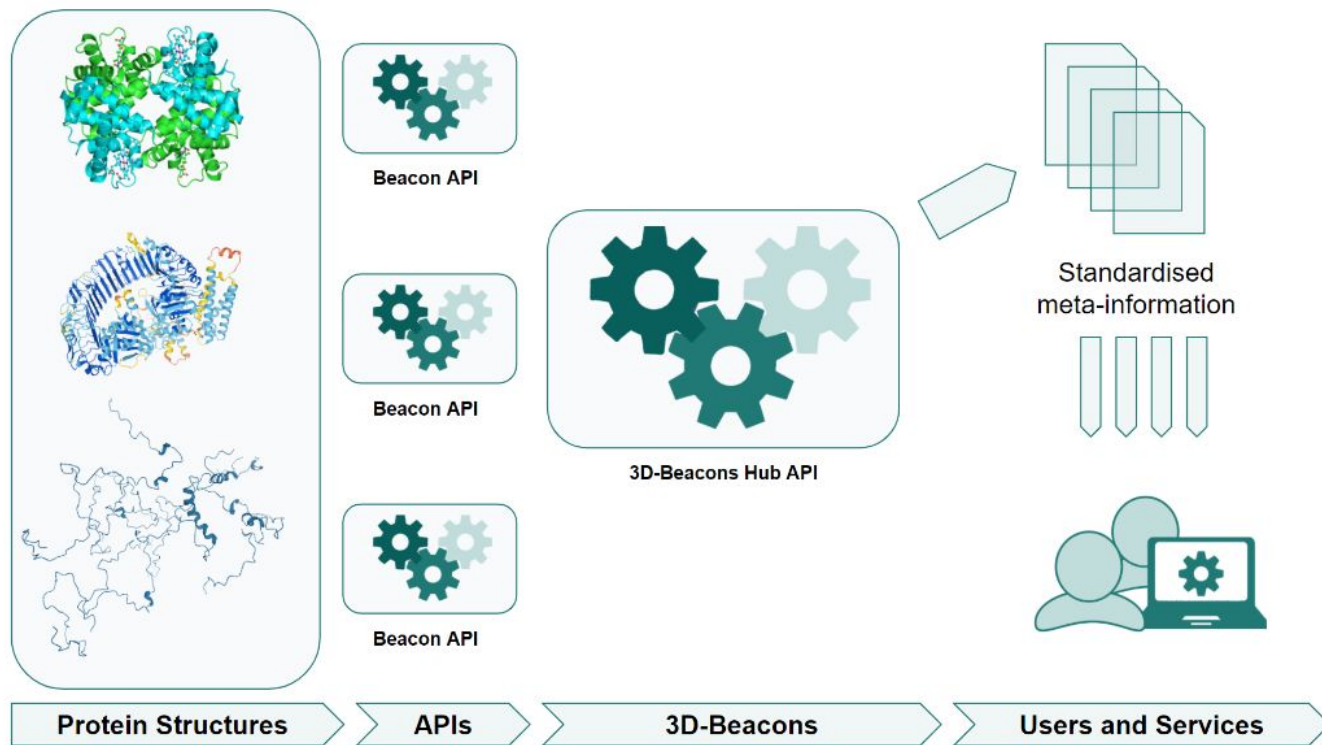 Beacon API
Beacon API
Beacon API
3D-Beacons Hub API
Standardised
meta-information
Protein Structures
APIs
3D-Beacons
Users and Services